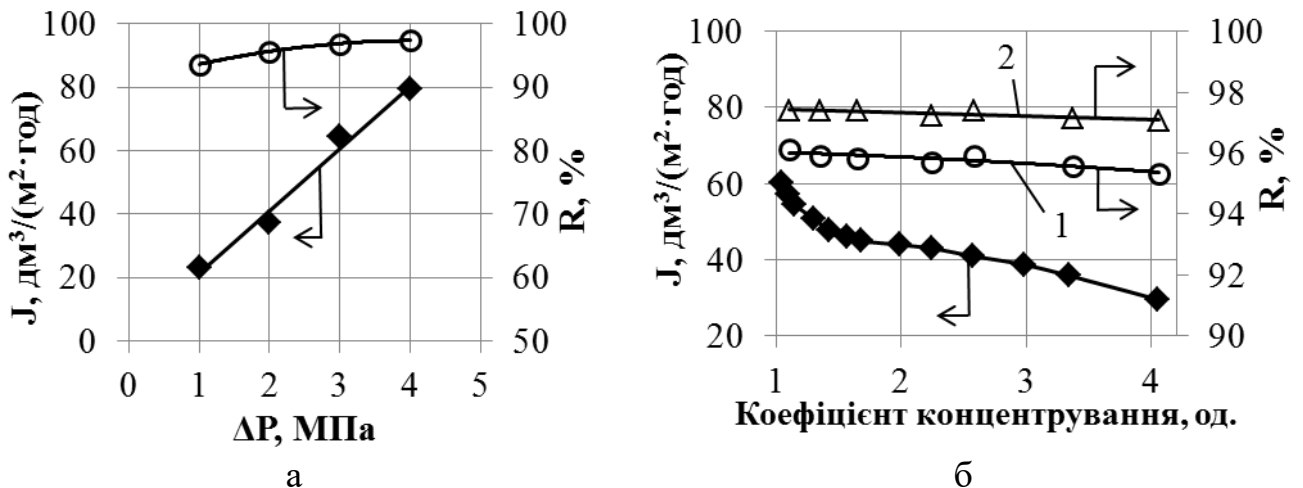 J, дм³/(м²·год)
100
80
60
40
20
0
0 1 2 3 4 5
ΔP, МПа
100
90
80
70
60
50
R, %
а
J, дм³/(м²·год)
100
80
60
40
20
1 2 3 4
Коефіцієнт концентрування, од.
2
1
100
98
96
94
92
90
R, %
б